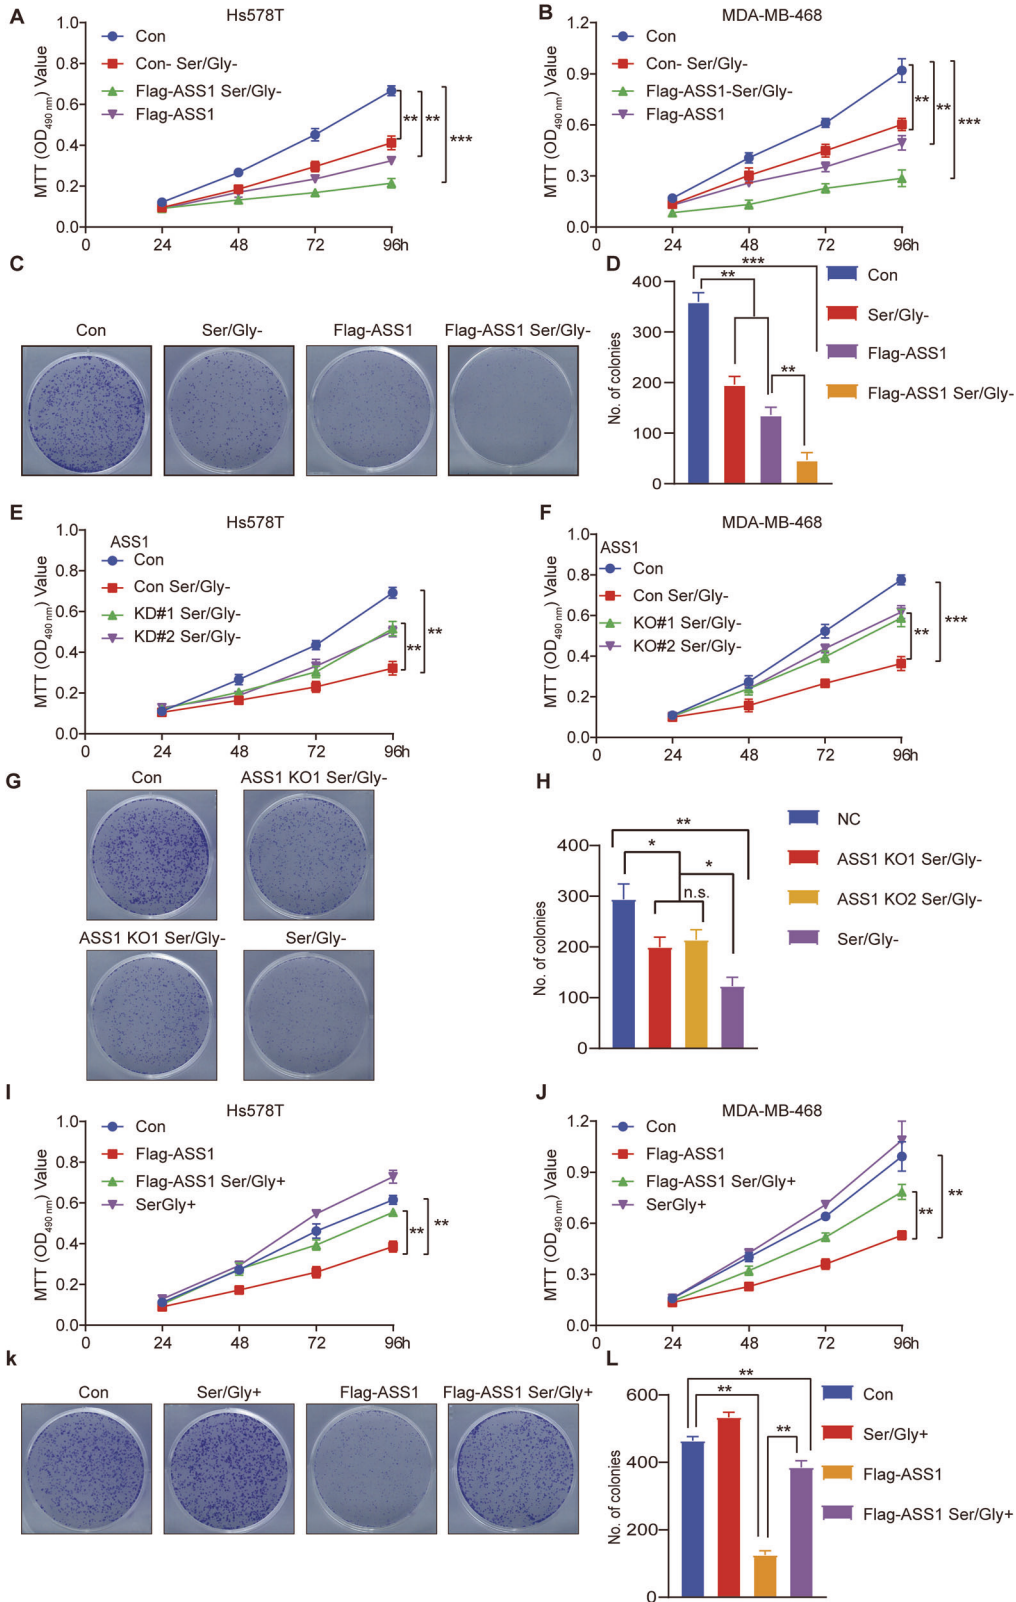 A
Hs578T
MTT (OD490 nm) Value
1.0
0.8
0.6
0.4
0.2
0.0
0
24
48
72
96h
Con
Con- Ser/Gly-
Flag-ASS1 Ser/Gly-
Flag-ASS1
**
**
***
B
MDA-MB-468
MTT (OD490 nm) Value
1.2
0.9
0.6
0.3
0.0
0
24
48
72
96h
Con
Con- Ser/Gly-
Flag-ASS1-Ser/Gly-
Flag-ASS1
**
**
***
C
Con
Ser/Gly-
Flag-ASS1
Flag-ASS1 Ser/Gly-
D
No. of colonies
400
300
200
100
0
***
**
**
Con
Ser/Gly-
Flag-ASS1
Flag-ASS1 Ser/Gly-
E
Hs578T
MTT (OD490 nm) Value
1.0
0.8
0.6
0.4
0.2
0.0
0
24
48
72
96h
ASS1
Con
Con Ser/Gly-
KD#1 Ser/Gly-
KD#2 Ser/Gly-
**
**
F
MDA-MB-468
MTT (OD490 nm) Value
1.0
0.8
0.6
0.4
0.2
0.0
0
24
48
72
96h
ASS1
Con
Con Ser/Gly-
KO#1 Ser/Gly-
KO#2 Ser/Gly-
**
***
G
Con
ASS1 KO1 Ser/Gly-
ASS1 KO1 Ser/Gly-
Ser/Gly-
H
No. of colonies
400
300
200
100
0
**
*
*
n.s.
NC
ASS1 KO1 Ser/Gly-
ASS1 KO2 Ser/Gly-
Ser/Gly-
I
Hs578T
MTT (OD490 nm) Value
1.0
0.8
0.6
0.4
0.2
0.0
0
24
48
72
96h
Con
Flag-ASS1
Flag-ASS1 Ser/Gly+
SerGly+
**
**
J
MDA-MB-468
MTT (OD490 nm) Value
1.2
0.9
0.6
0.3
0.0
0
24
48
72
96h
Con
Flag-ASS1
Flag-ASS1 Ser/Gly+
SerGly+
**
**
k
Con
Ser/Gly+
Flag-ASS1
Flag-ASS1 Ser/Gly+
L
No. of colonies
600
400
200
0
**
**
**
Con
Ser/Gly+
Flag-ASS1
Flag-ASS1 Ser/Gly+